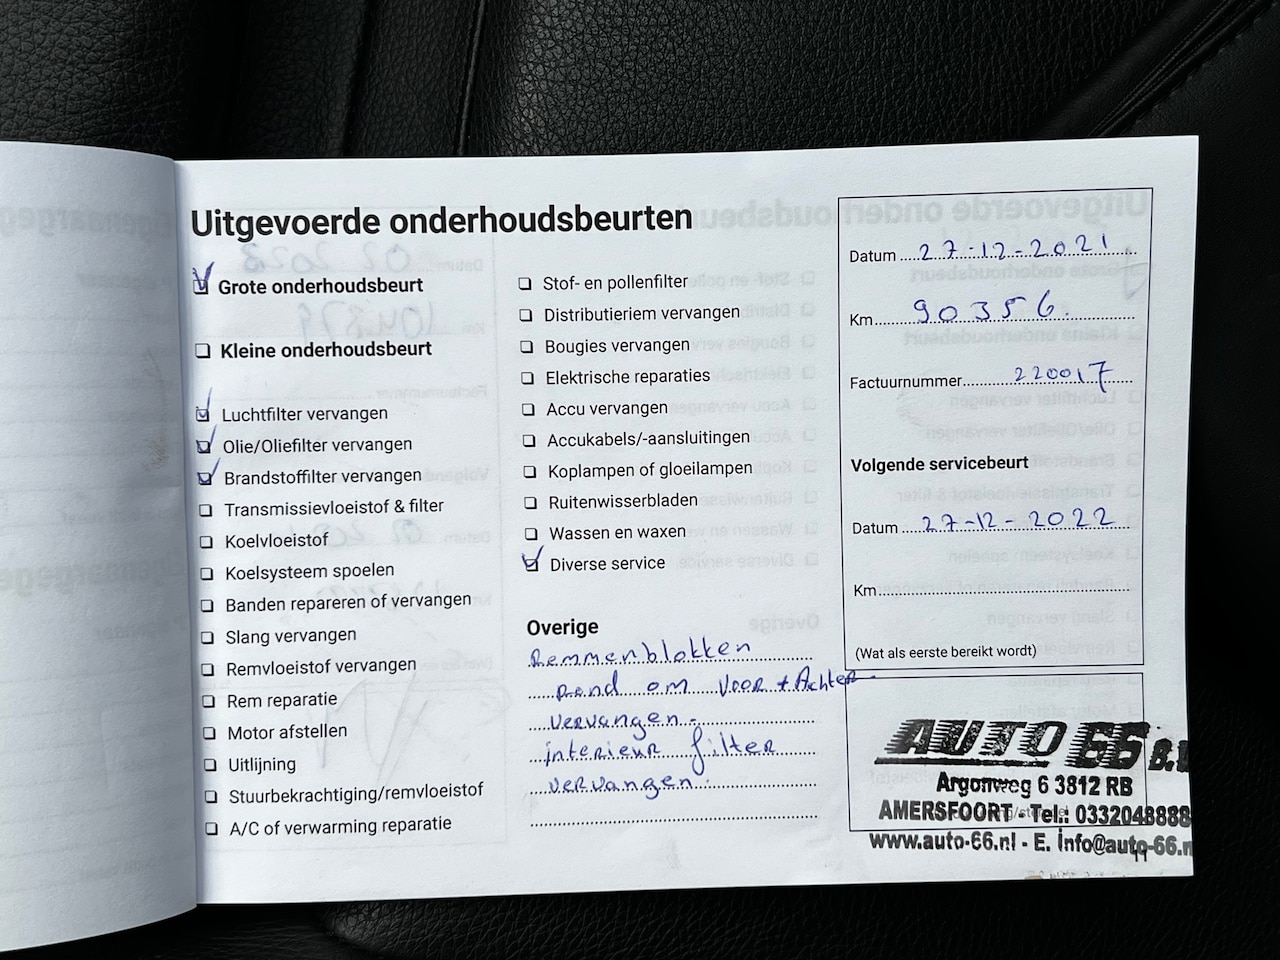 Uitgevoerde onderhoudsbeurten
Grote onderhoudsbeurt
Kleine onderhoudsbeurt
Luchtfilter vervangen
Olie/Oliefilter vervangen
Brandstoffilter vervangen
Transmissievloeistof & filter
Koelvloeistof
Koelsysteem spoelen
Banden repareren of vervangen
Slang vervangen
Remvloeistof vervangen
Rem reparatie
Motor afstellen
Uitlijning
Stuurbekrachtiging/remvloeistof
A/C of verwarming reparatie
Stof- en pollenfilter
Distributieriem vervangen
Bougies vervangen
Elektrische reparaties
Accu vervangen
Accukabels/-aansluitingen
Koplampen of gloeilampen
Ruitenwisserbladen
Wassen en waxen
Diverse service
Overige
Remmenblokken
rond om voor + Achter
vervangen.
interieur filter
vervangen.
Datum 27-12-2021
Km 90356.
Factuurnummer 220017
Volgende servicebeurt
Datum 27-12-2022
Km
(Wat als eerste bereikt wordt)
AUTO 66 B.V
Argonweg 6 3812 RB
AMERSFOORT - Tel.: 0332048888
www.auto-66.nl - E. info@auto-66.n
11